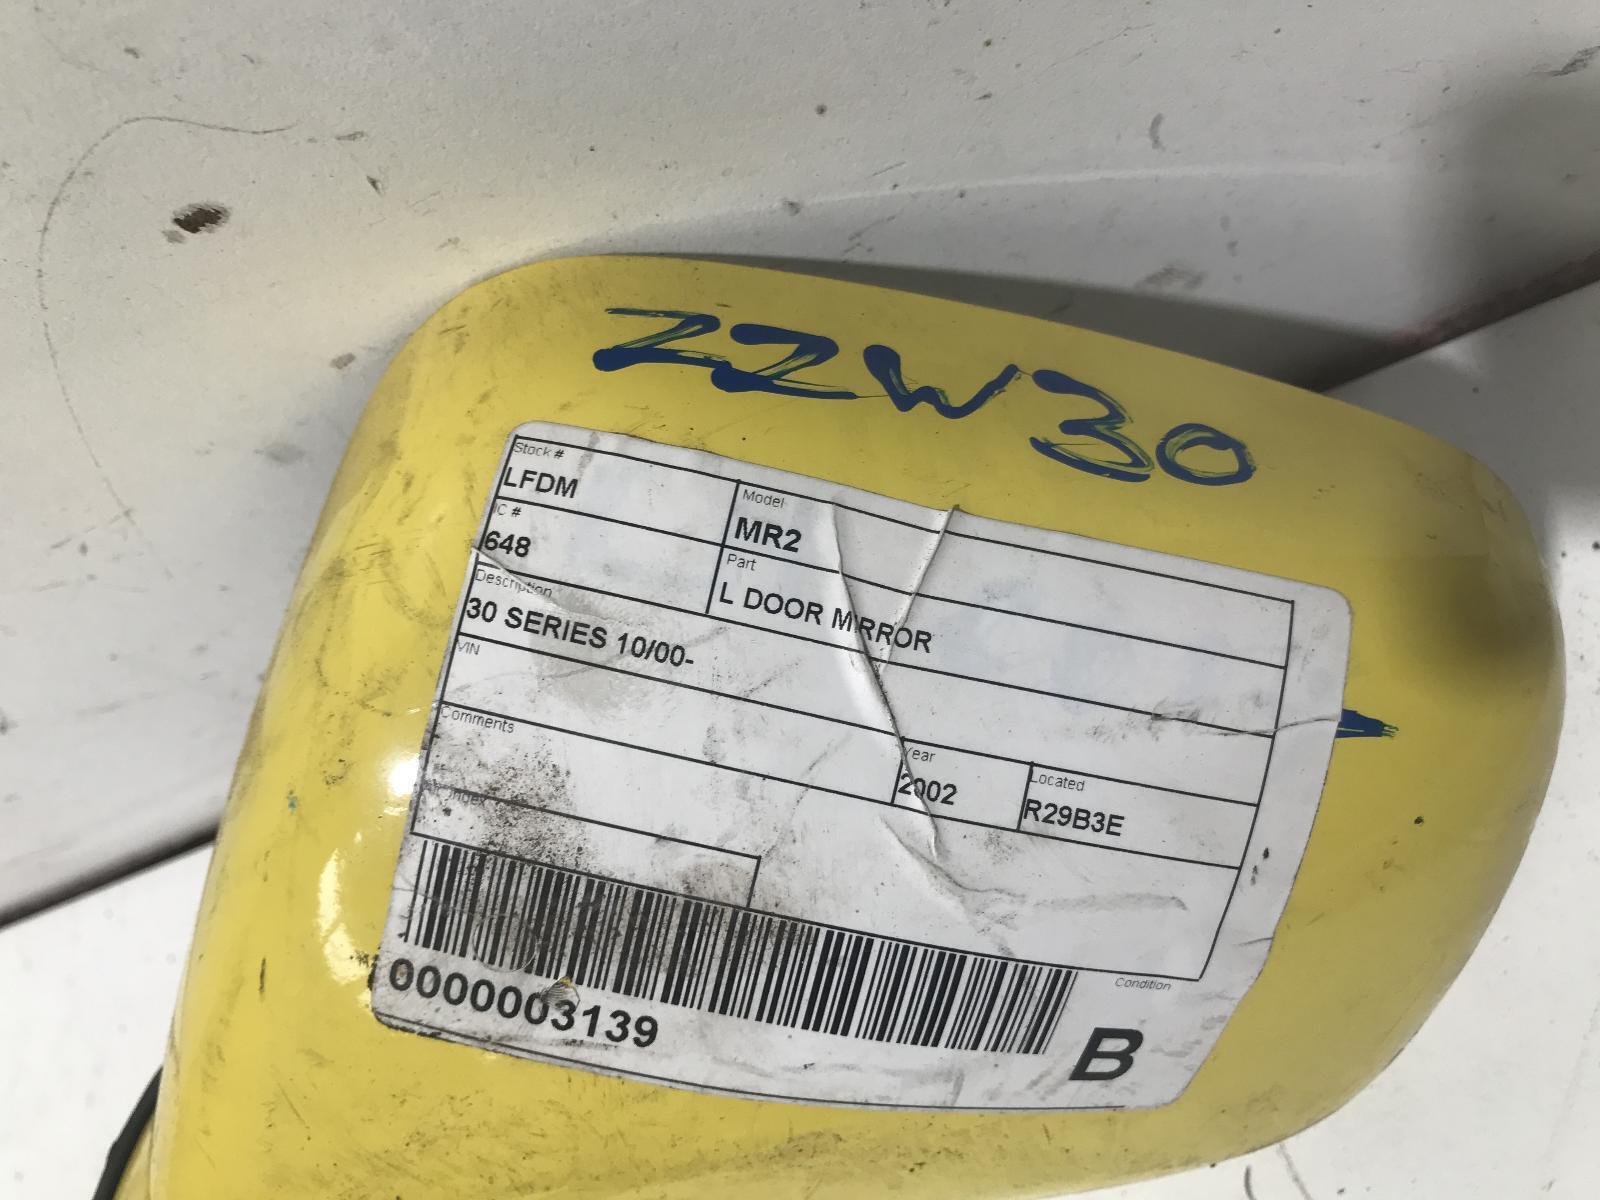 ZZW30
Stock #
LFDM
Model
MR2
IC #
648
Part
L DOOR MIRROR
Description
30 SERIES 10/00-
VIN
Year
2002
Located
R29B3E
Comments
0000003139
Condition
B